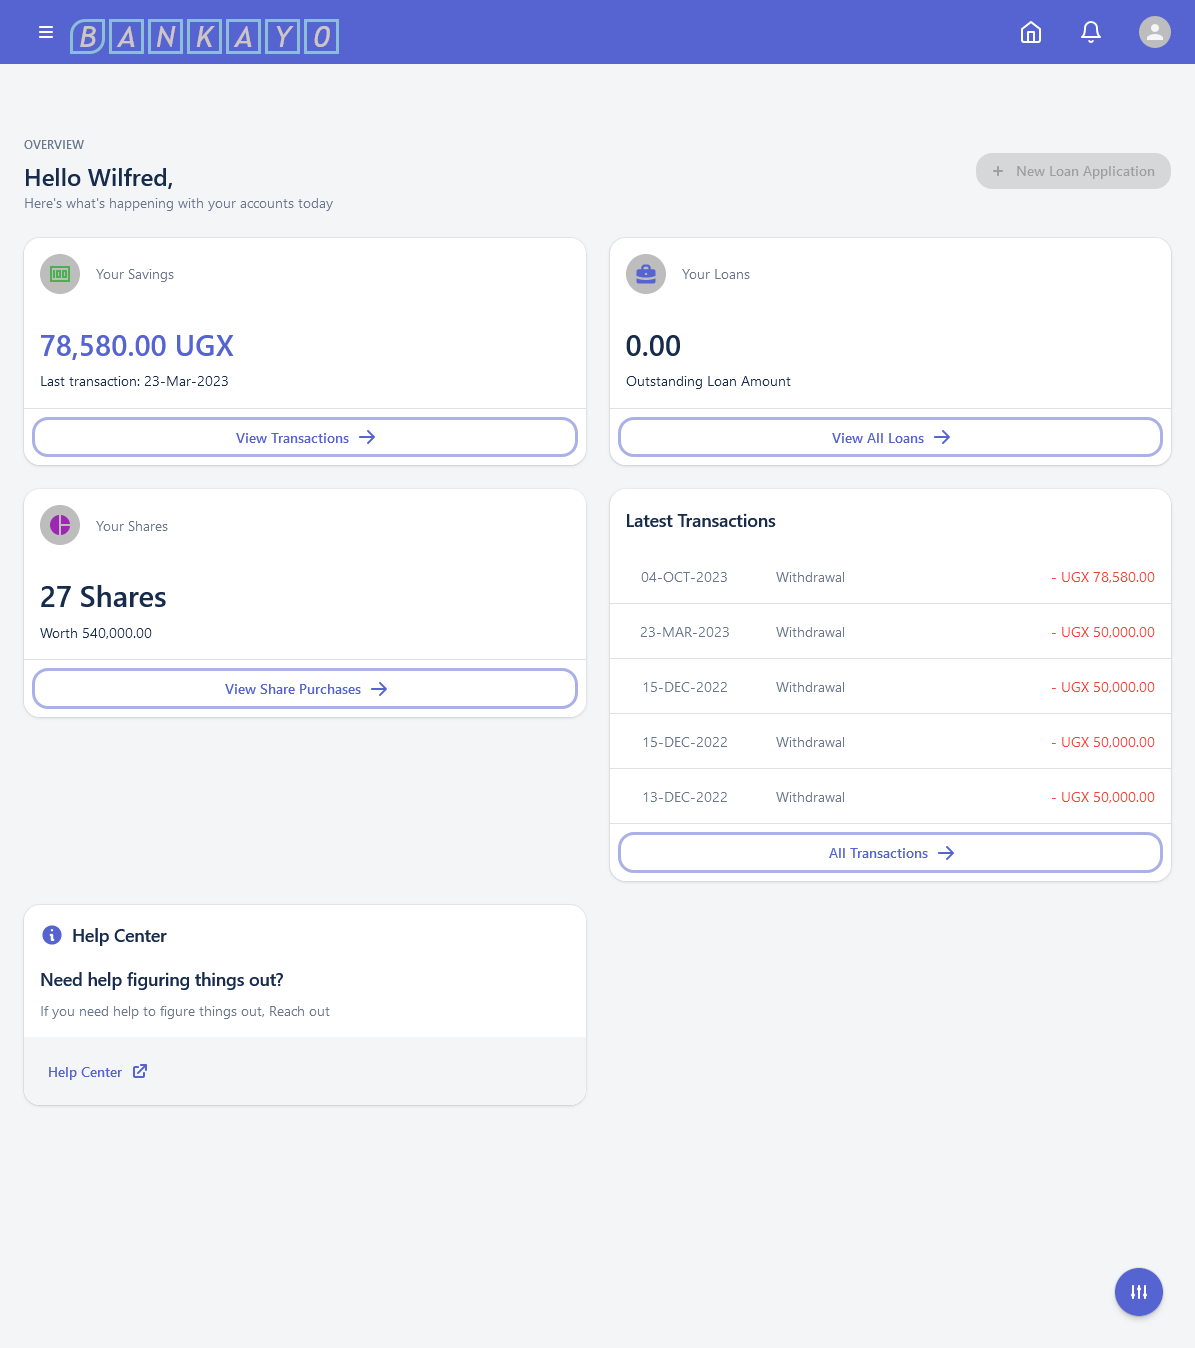 BANKAYO
OVERVIEW
Hello Wilfred,
Here's what's happening with your accounts today
+ New Loan Application
100 Your Savings
78,580.00 UGX
Last transaction: 23-Mar-2023
View Transactions
Your Loans
0.00
Outstanding Loan Amount
View All Loans
Your Shares
27 Shares
Worth 540,000.00
View Share Purchases
Latest Transactions
04-OCT-2023 Withdrawal - UGX 78,580.00
23-MAR-2023 Withdrawal - UGX 50,000.00
15-DEC-2022 Withdrawal - UGX 50,000.00
15-DEC-2022 Withdrawal - UGX 50,000.00
13-DEC-2022 Withdrawal - UGX 50,000.00
All Transactions
Help Center
Need help figuring things out?
If you need help to figure things out, Reach out
Help Center